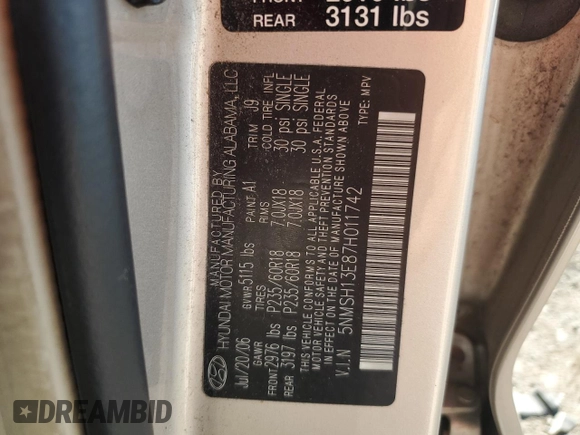 REAR 3131 lbs
MANUFACTURED BY
HYUNDAI MOTOR MANUFACTURING ALABAMA, LLC
Jul/20/06 GVWR 5115 lbs PAINT A1 TRIM J9
GAWR TIRES RIMS COLD TIRE INFL
FRONT 2976 lbs P235/60R18 7.0JX18 30 psi SINGLE
REAR 3197 lbs P235/60R18 7.0JX18 30 psi SINGLE
THIS VEHICLE CONFORMS TO ALL APPLICABLE U.S.A. FEDERAL
MOTOR VEHICLE SAFETY AND THEFT PREVENTION STANDARDS
IN EFFECT ON THE DATE OF MANUFACTURE SHOWN ABOVE
V.I.N 5NMSH13E87H011742 TYPE: MPV
DREAMBID